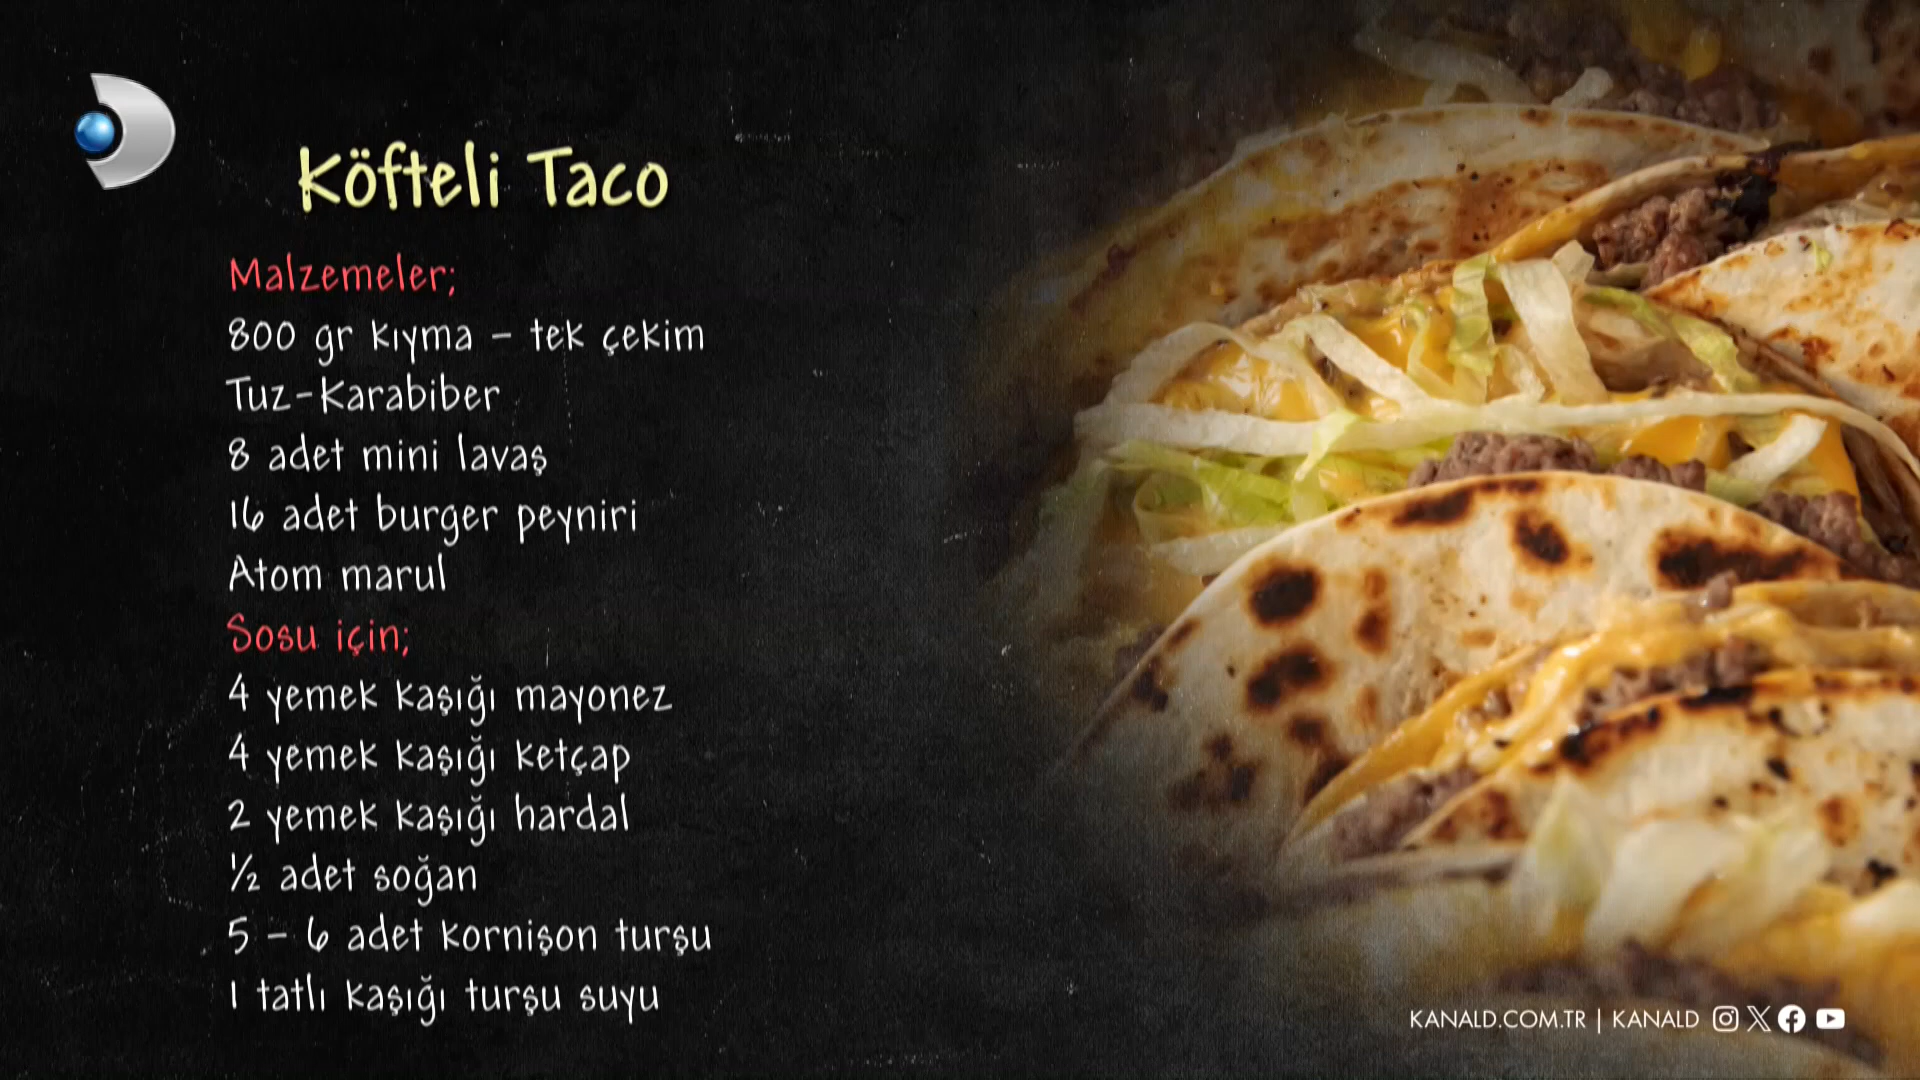 Köfteli Taco
Malzemeler;
800 gr kıyma – tek çekim
Tuz-Karabiber
8 adet mini lavaş
16 adet burger peyniri
Atom marul
Sosu için;
4 yemek kaşığı mayonez
4 yemek kaşığı ketçap
2 yemek kaşığı hardal
½ adet soğan
5 – 6 adet kornişon turşu
1 tatlı kaşığı turşu suyu
KANALD.COM.TR | KANALD